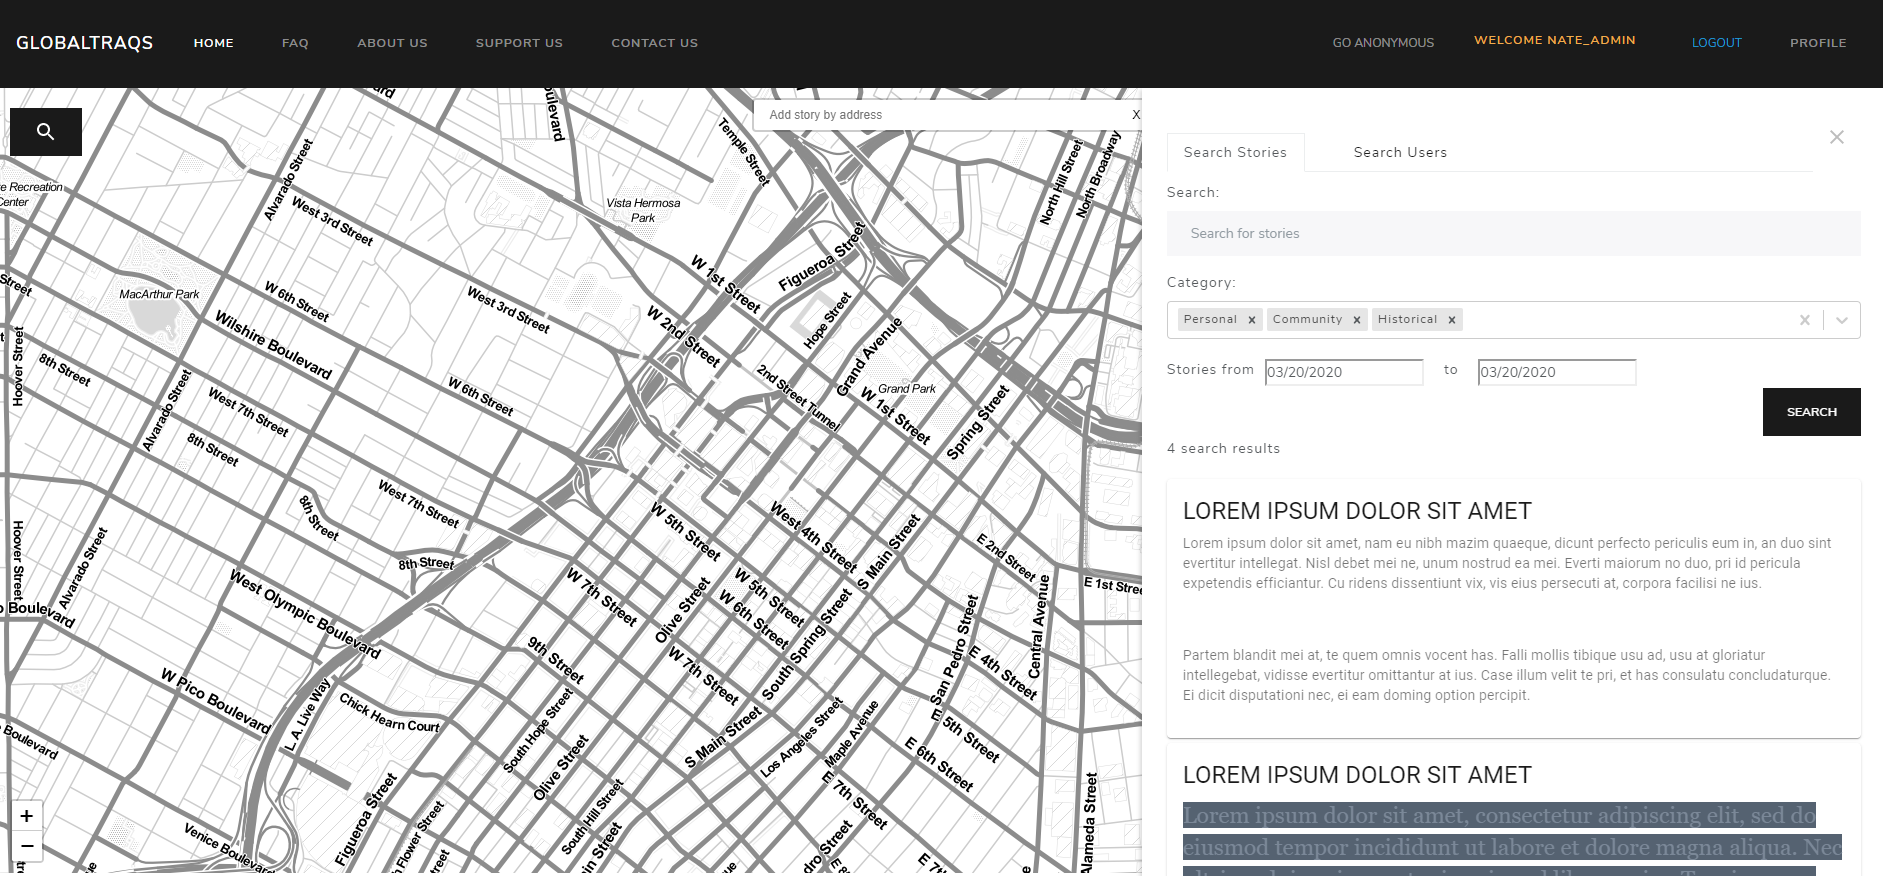 GLOBALTRAQS
HOME
FAQ
ABOUT US
SUPPORT US
CONTACT US
GO ANONYMOUS
WELCOME NATE_ADMIN
LOGOUT
PROFILE
Add story by address
X
Temple Street
North Hill Street
North Broadway
Alvarado Street
West 3rd Street
Vista Hermosa
Park
Figueroa Street
W 1st Street
MacArthur Park
W 6th Street
West 3rd Street
Wilshire Boulevard
W 2nd Street
Hope Street
Grand Avenue
Hoover Street
8th Street
Alvarado Street
West 7th Street
8th Street
W 6th Street
2nd Street Tunnel
Grand Park
W 1st Street
Spring Street
West 7th Street
8th Street
8th Street
Hoover Street
Alvarado Street
W 5th Street
West 4th Street
S Main Street
E 2nd Street
E 1st Stree
West Olympic Boulevard
W 7th Street
Olive Street
W 5th Street
W 6th Street
South Spring Street
San Pedro Street
Central Avenue
o Boulevard
W Pico Boulevard
9th Street
W 7th Street
E 4th Street
L.A. Live Way
Chick Hearn Court
South Hope Street
Olive Street
S Main Street
Los Angeles Street
Maple Avenue
E 5th Street
E 6th Street
E 7th Street
Boulevard
Figueroa Street
Flower Street
South Hill Street
Alameda Street
Venice Boulevard
+
−
Search Stories
Search Users
Search:
Search for stories
Category:
Personal x
Community x
Historical x
Stories from 03/20/2020 to 03/20/2020
SEARCH
4 search results
LOREM IPSUM DOLOR SIT AMET
Lorem ipsum dolor sit amet, nam eu nibh mazim quaeque, dicunt perfecto periculis eum in, an duo sint
evertitur intellegat. Nisl debet mei ne, unum nostrud ea mei. Everti maiorum no duo, pri id pericula
expetendis efficiantur. Cu ridens dissentiunt vix, vis eius persecuti at, corpora facilisi ne ius.
Partem blandit mei at, te quem omnis vocent has. Falli mollis tibique usu ad, usu at gloriatur
intellegebat, vidisse evertitur omittantur at ius. Case illum velit te pri, et has consulatu concludaturque.
Ei dicit disputationi nec, ei eam doming option percipit.
LOREM IPSUM DOLOR SIT AMET
Lorem ipsum dolor sit amet, consectetur adipiscing elit, sed do
eiusmod tempor incididunt ut labore et dolore magna aliqua. Nec